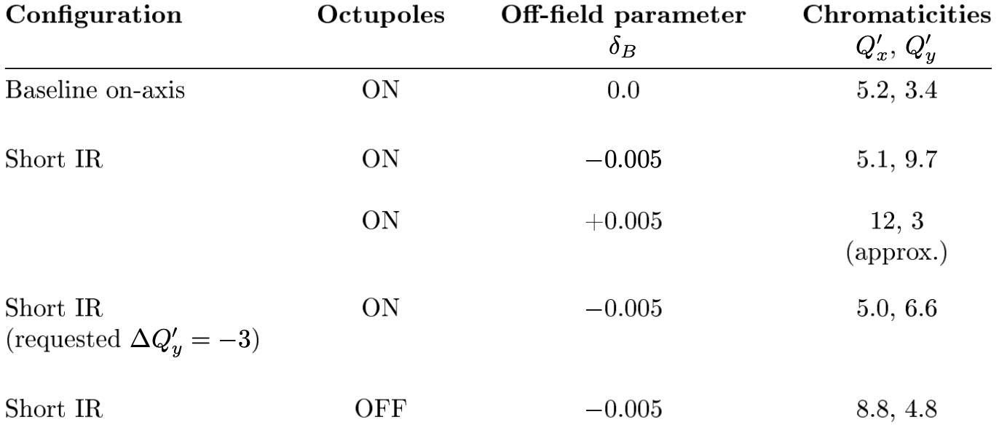 Configuration Octupoles Off-field parameter Chromaticities
δ_B Q′_x, Q′_y
Baseline on-axis ON 0.0 5.2, 3.4
Short IR ON −0.005 5.1, 9.7
ON +0.005 12, 3
(approx.)
Short IR ON −0.005 5.0, 6.6
(requested ΔQ′_y = −3)
Short IR OFF −0.005 8.8, 4.8